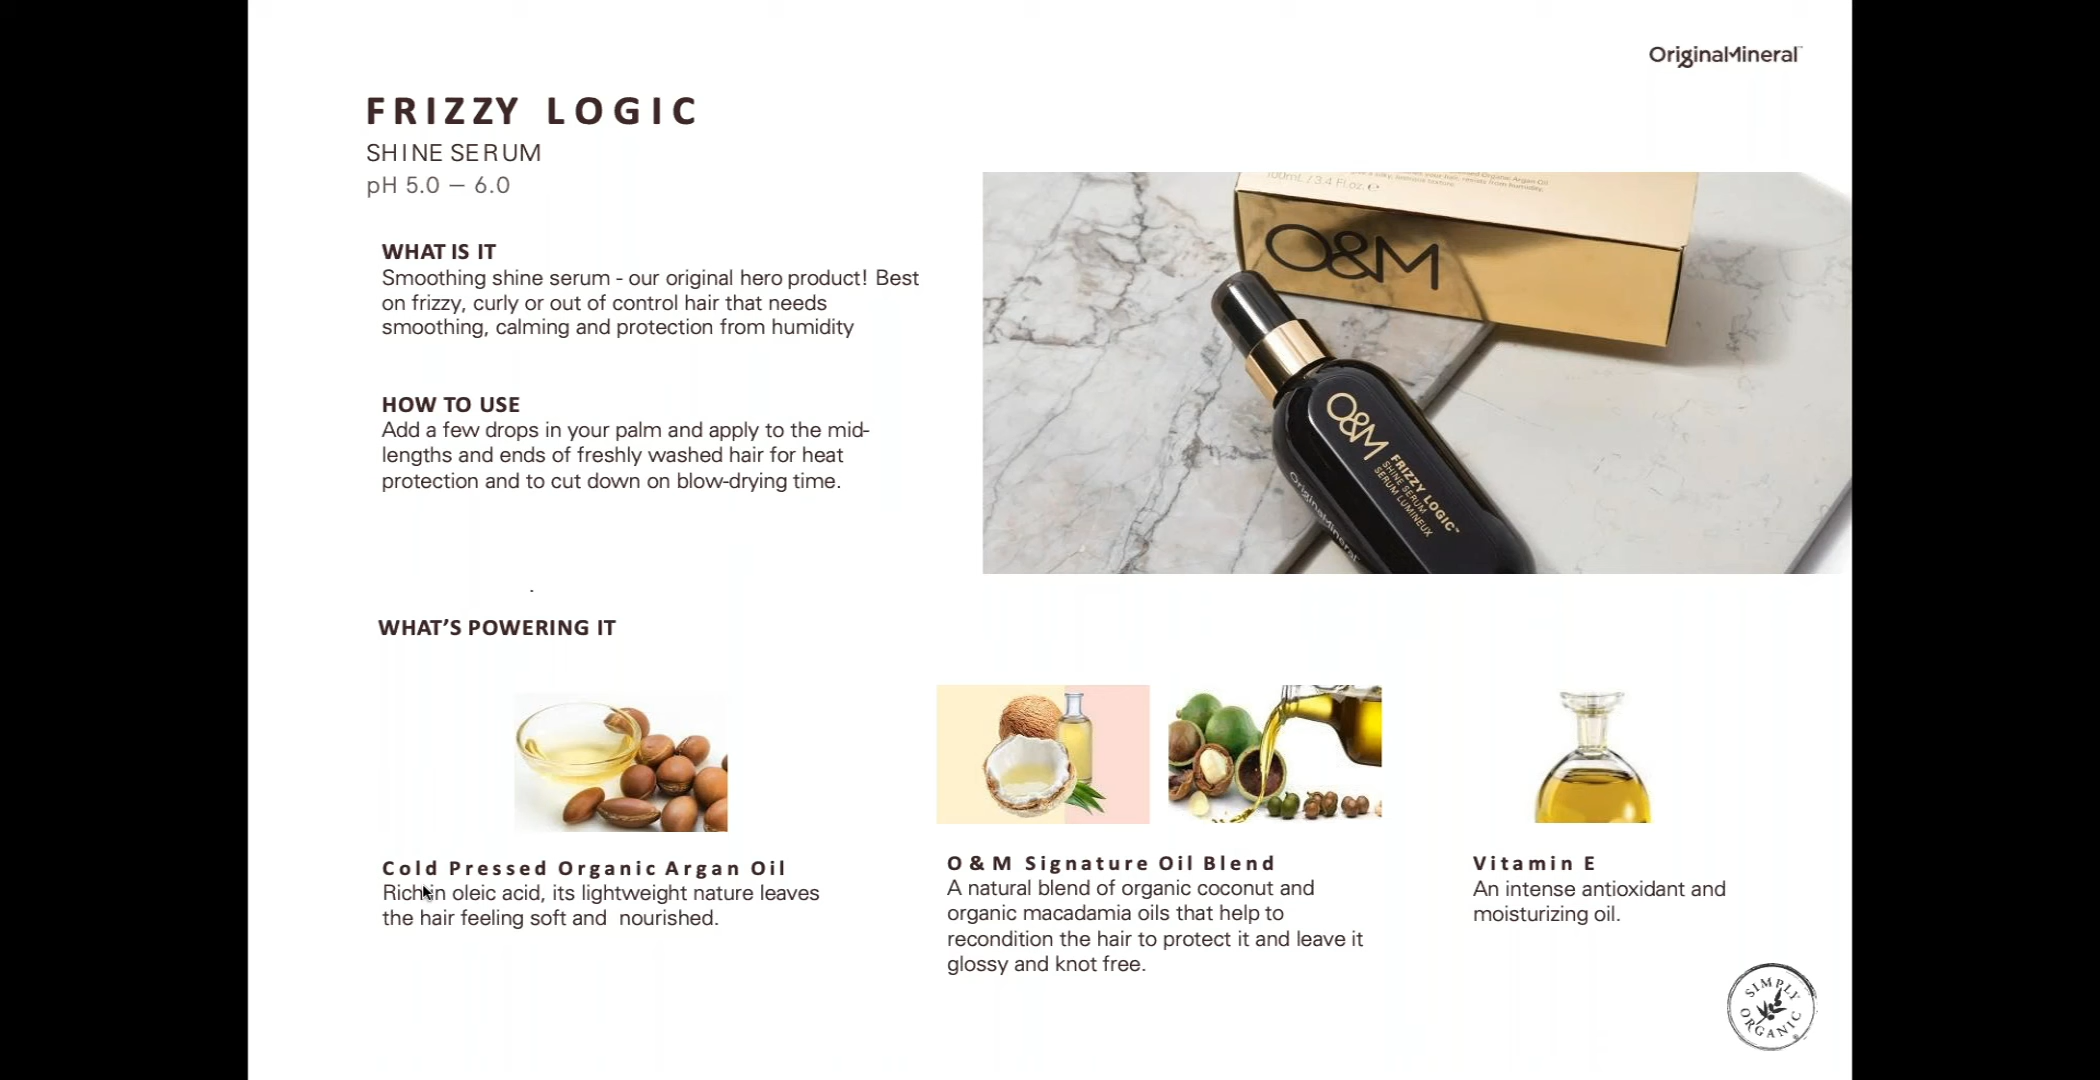 OriginalMineral
FRIZZY LOGIC
SHINE SERUM
pH 5.0 – 6.0
WHAT IS IT
Smoothing shine serum - our original hero product! Best
on frizzy, curly or out of control hair that needs
smoothing, calming and protection from humidity
HOW TO USE
Add a few drops in your palm and apply to the mid-
lengths and ends of freshly washed hair for heat
protection and to cut down on blow-drying time.
100mL / 3.4 Fl.oz. e
O&M
O&M
FRIZZY LOGIC™
SHINE SERUM
SERUM LUMINEUX
OriginalMineral
.
WHAT'S POWERING IT
Cold Pressed Organic Argan Oil
Rich in oleic acid, its lightweight nature leaves
the hair feeling soft and nourished.
O&M Signature Oil Blend
A natural blend of organic coconut and
organic macadamia oils that help to
recondition the hair to protect it and leave it
glossy and knot free.
Vitamin E
An intense antioxidant and
moisturizing oil.
SIMPLY
ORGANIC